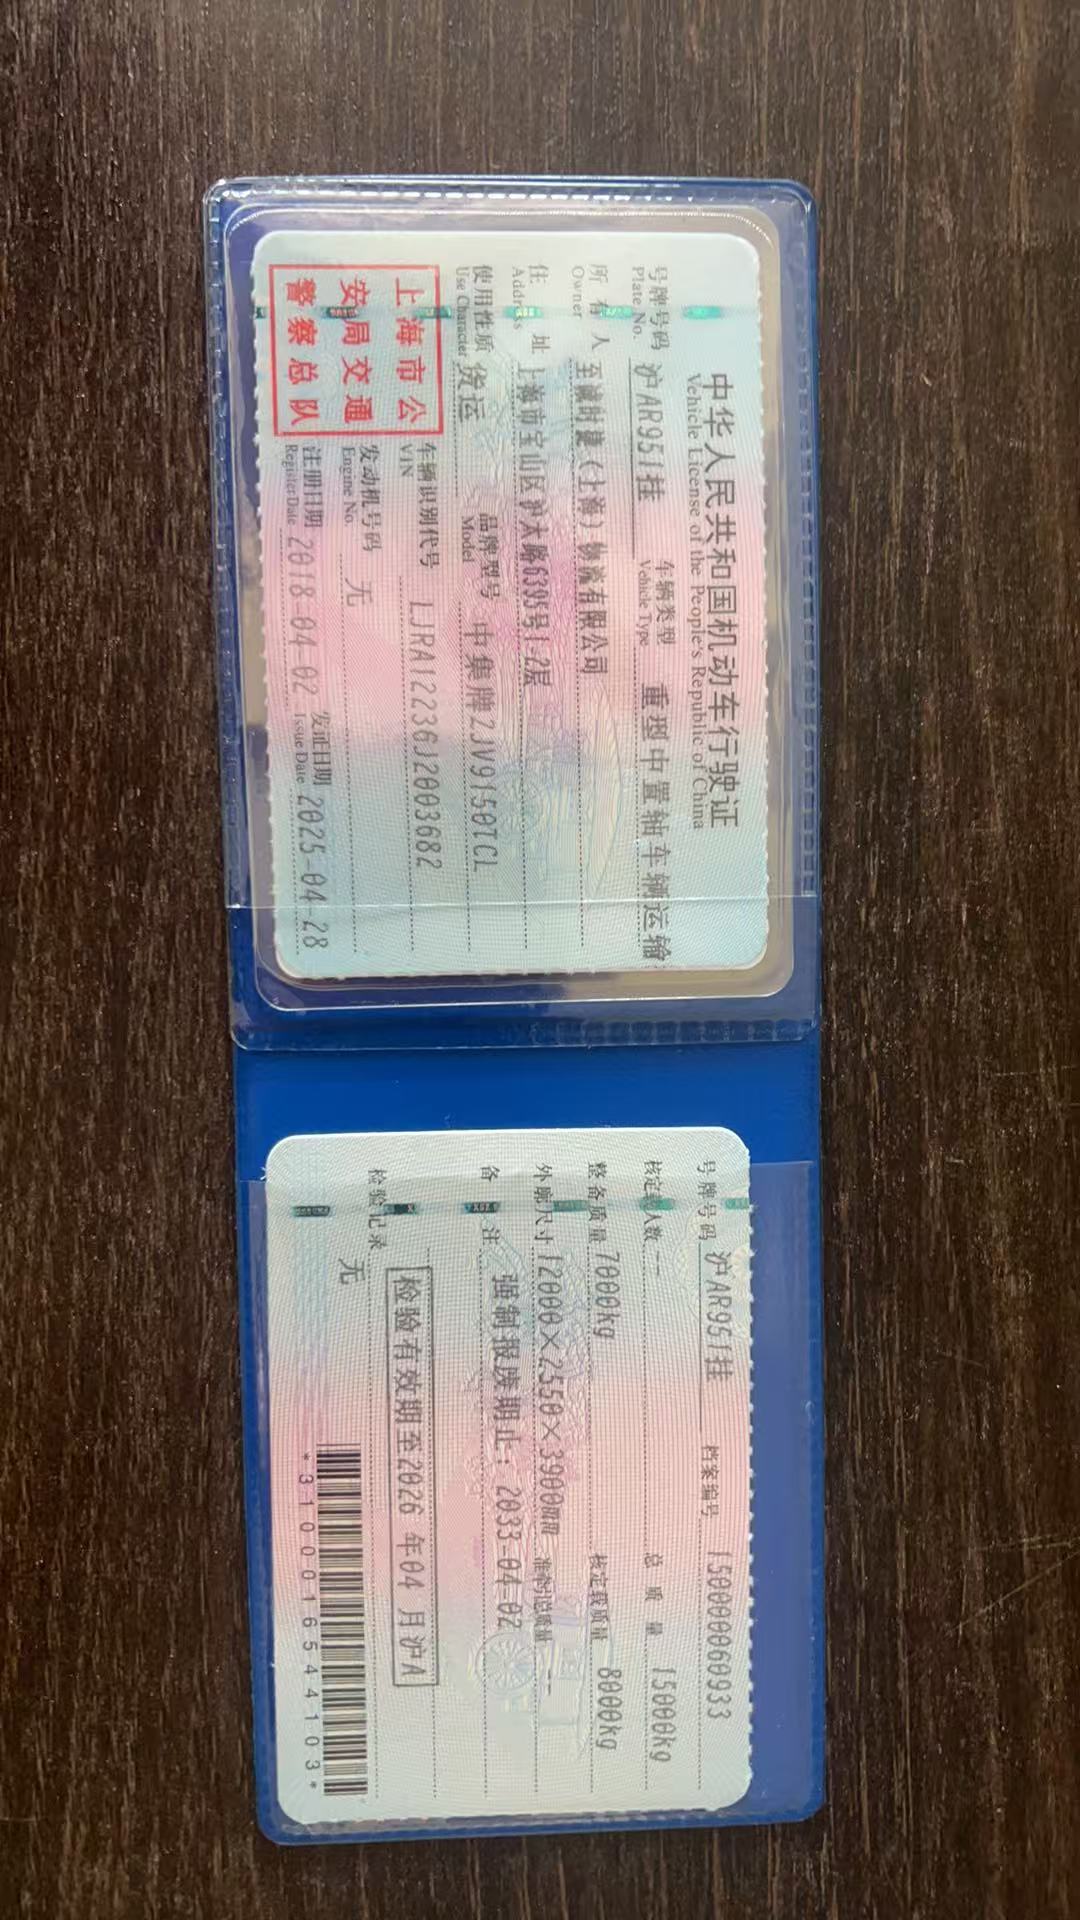 中华人民共和国机动车行驶证
Vehicle License of the People's Republic of China
号牌号码 Plate No. 沪AR951挂 车辆类型 Vehicle Type 重型中置轴车辆运输
所有人 Owner 至诚时捷(上海)物流有限公司
住址 Address 上海市宝山区沪太路6395号1-2层
使用性质 Use Character 货运 品牌型号 Model 中集牌ZJV9150TCL
上海市公安局交通警察总队
车辆识别代号 VIN LJRA12236J2003682
发动机号码 Engine No. 无
注册日期 Register Date 2018-04-02 发证日期 Issue Date 2025-04-28
号牌号码 沪AR951挂 档案编号 150000060933
核定载人数 -- 总质量 15000kg
整备质量 7000kg 核定载质量 8000kg
外廓尺寸 12000×2550×3900mm 准牵引总质量 --
备注 强制报废期止:2033-04-02
检验有效期至2026年04月沪A
检验记录 无
*3100016544103*